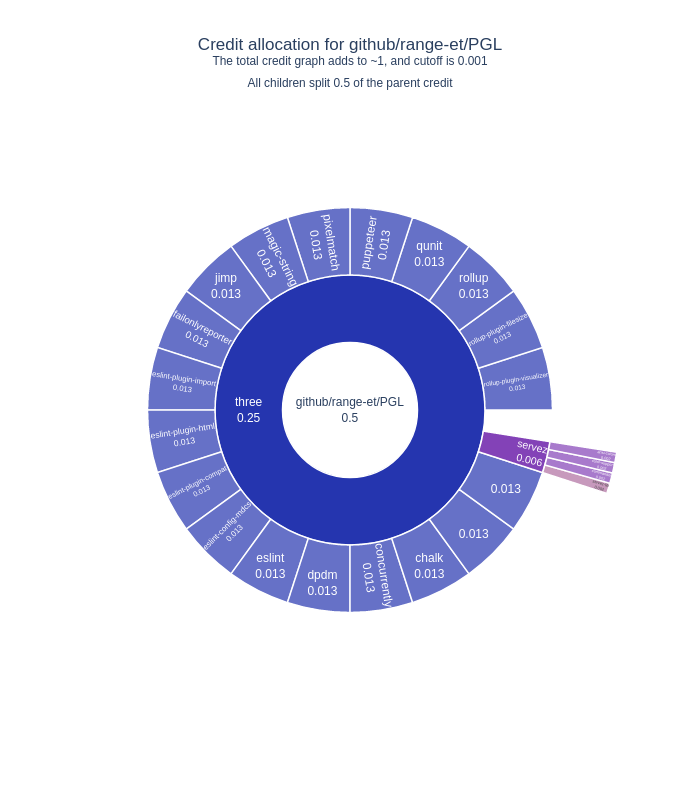 Credit allocation for github/range-et/PGL
The total credit graph adds to ~1, and cutoff is 0.001
All children split 0.5 of the parent credit
github/range-et/PGL
0.5
three
0.25
puppeteer
0.013
qunit
0.013
rollup
0.013
rollup-plugin-filesize
0.013
rollup-plugin-visualizer
0.013
servez
0.006
0.013
0.013
chalk
0.013
concurrently
0.013
dpdm
0.013
eslint
0.013
eslint-config-mdcs
0.013
eslint-plugin-compat
0.013
eslint-plugin-html
0.013
eslint-plugin-import
0.013
failonlyreporter
0.013
jimp
0.013
magic-string
0.013
pixelmatch
0.013